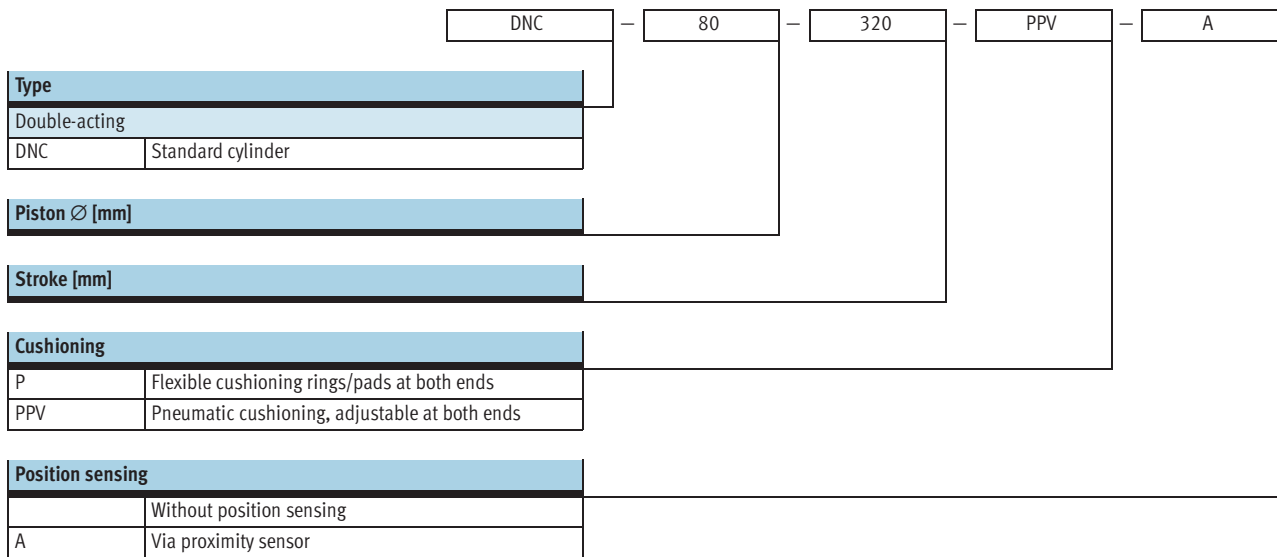 DNC – 80 – 320 – PPV – A
Type
Double-acting
DNC Standard cylinder
Piston ∅ [mm]
Stroke [mm]
Cushioning
P Flexible cushioning rings/pads at both ends
PPV Pneumatic cushioning, adjustable at both ends
Position sensing
Without position sensing
A Via proximity sensor